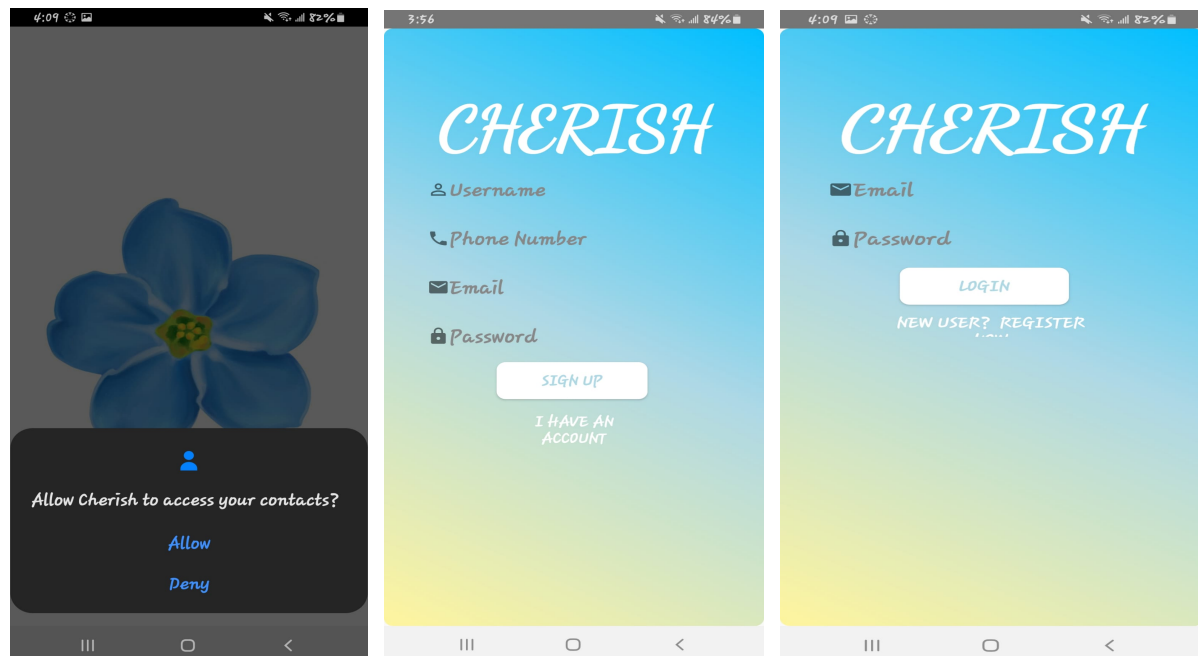 4:09
82%
Allow Cherish to access your contacts?
Allow
Deny
3:56
84%
CHERISH
Username
Phone Number
Email
Password
SIGN UP
I HAVE AN
ACCOUNT
4:09
82%
CHERISH
Email
Password
LOGIN
NEW USER? REGISTER